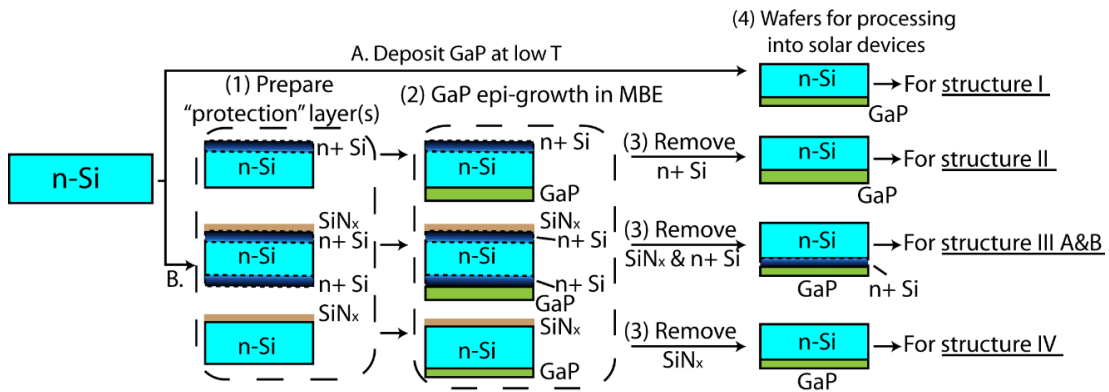 (4) Wafers for processing
into solar devices
A. Deposit GaP at low T
n-Si
GaP
For structure I
(1) Prepare
“protection” layer(s)
(2) GaP epi-growth in MBE
n-Si
B.
n+ Si
n-Si
n+ Si
n-Si
GaP
(3) Remove
n+ Si
n-Si
GaP
For structure II
SiNx
n+ Si
n-Si
n+ Si
SiNx
n+ Si
n-Si
n+ Si
GaP
(3) Remove
SiNx & n+ Si
n-Si
GaP
n+ Si
For structure III A&B
SiNx
n-Si
SiNx
n-Si
GaP
(3) Remove
SiNx
n-Si
GaP
For structure IV